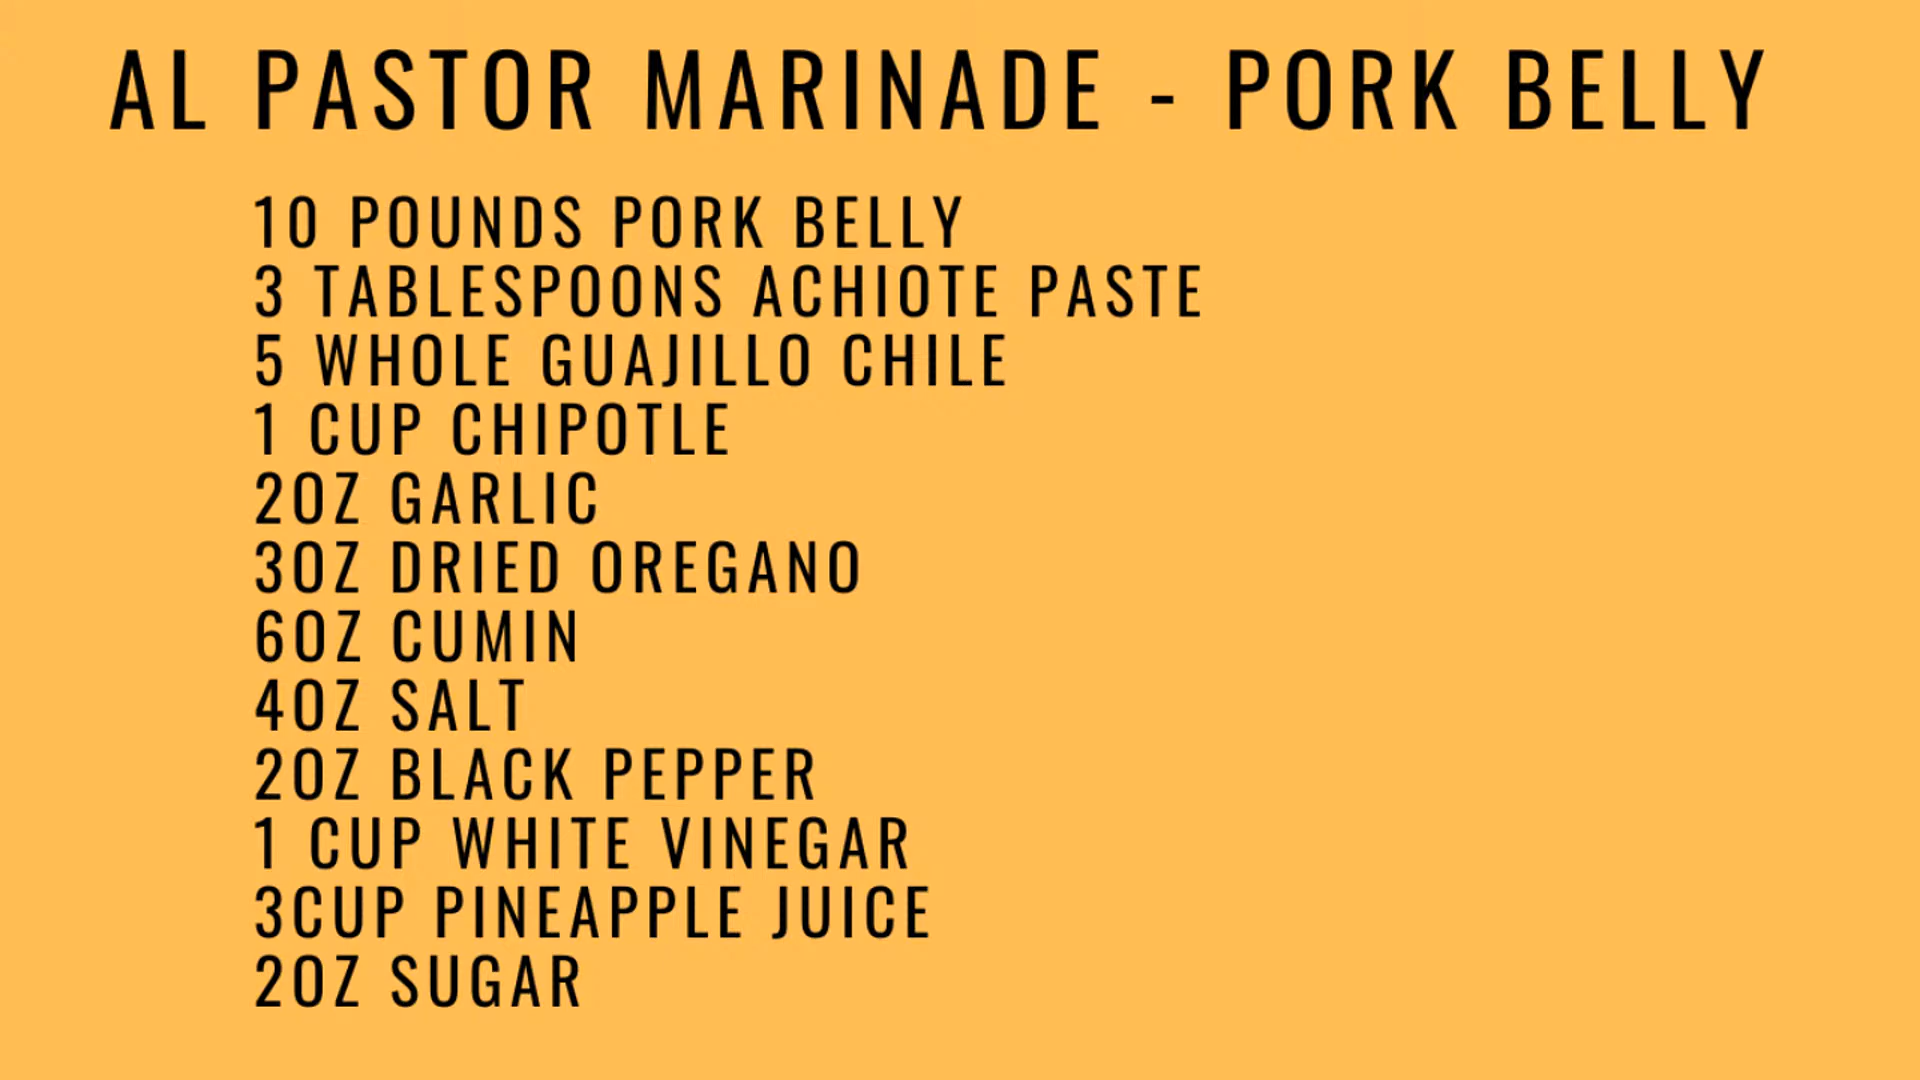 AL PASTOR MARINADE - PORK BELLY
10 POUNDS PORK BELLY
3 TABLESPOONS ACHIOTE PASTE
5 WHOLE GUAJILLO CHILE
1 CUP CHIPOTLE
2OZ GARLIC
3OZ DRIED OREGANO
6OZ CUMIN
4OZ SALT
2OZ BLACK PEPPER
1 CUP WHITE VINEGAR
3CUP PINEAPPLE JUICE
2OZ SUGAR